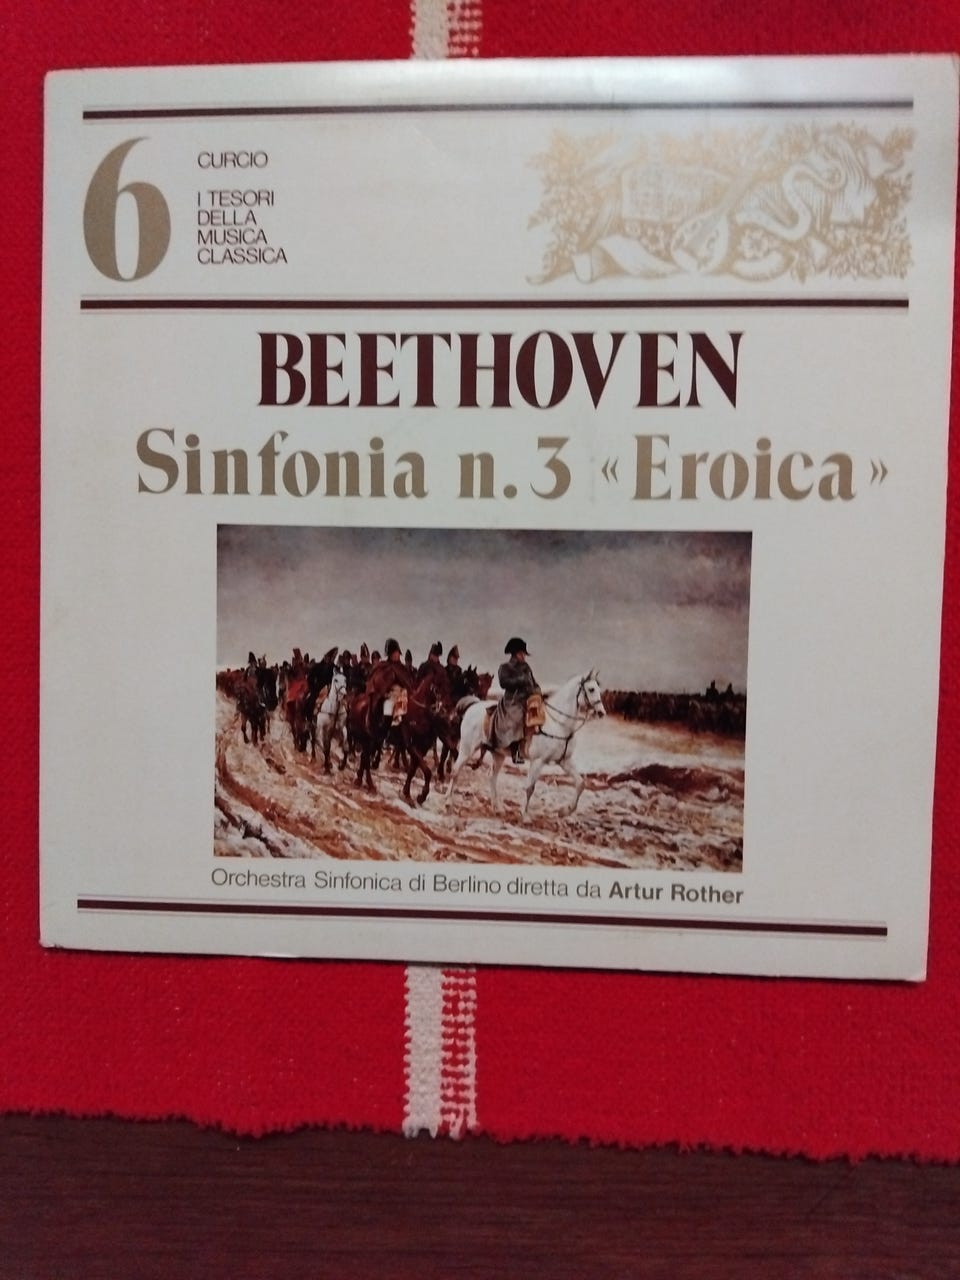 6
CURCIO
I TESORI
DELLA
MUSICA
CLASSICA
BEETHOVEN
Sinfonia n.3 «Eroica»
Orchestra Sinfonica di Berlino diretta da Artur Rother